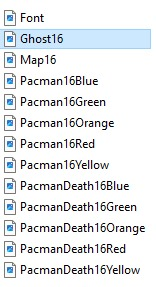 Font
Ghost16
Map16
Pacman16Blue
Pacman16Green
Pacman16Orange
Pacman16Red
Pacman16Yellow
PacmanDeath16Blue
PacmanDeath16Green
PacmanDeath16Orange
PacmanDeath16Red
PacmanDeath16Yellow